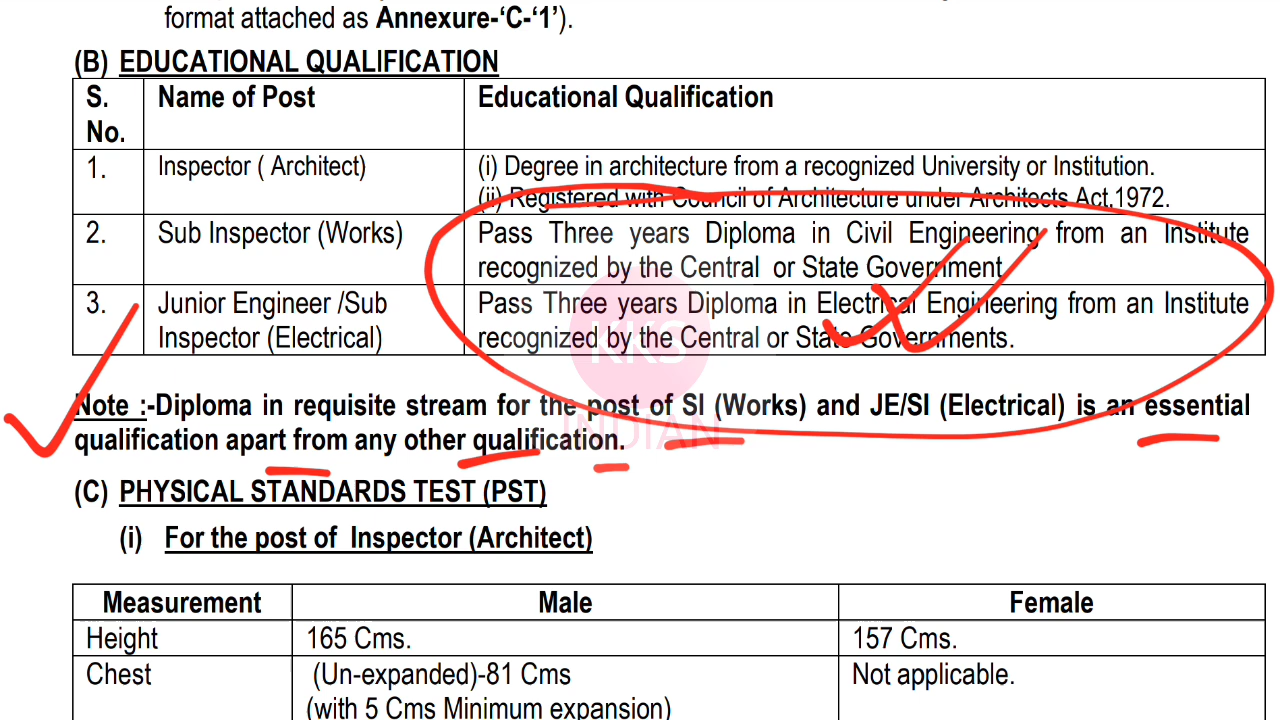 format attached as Annexure-‘C-‘1’).
(B) EDUCATIONAL QUALIFICATION
S. No. Name of Post Educational Qualification
1. Inspector ( Architect) (i) Degree in architecture from a recognized University or Institution.
(ii) Registered with Council of Architecture under Architects Act,1972.
2. Sub Inspector (Works) Pass Three years Diploma in Civil Engineering from an Institute
recognized by the Central or State Government.
3. Junior Engineer /Sub Pass Three years Diploma in Electrical Engineering from an Institute
Inspector (Electrical) recognized by the Central or State Governments.
KKS
INDIAN
Note :-Diploma in requisite stream for the post of SI (Works) and JE/SI (Electrical) is an essential
qualification apart from any other qualification.
(C) PHYSICAL STANDARDS TEST (PST)
(i) For the post of Inspector (Architect)
Measurement Male Female
Height 165 Cms. 157 Cms.
Chest (Un-expanded)-81 Cms Not applicable.
(with 5 Cms Minimum expansion)